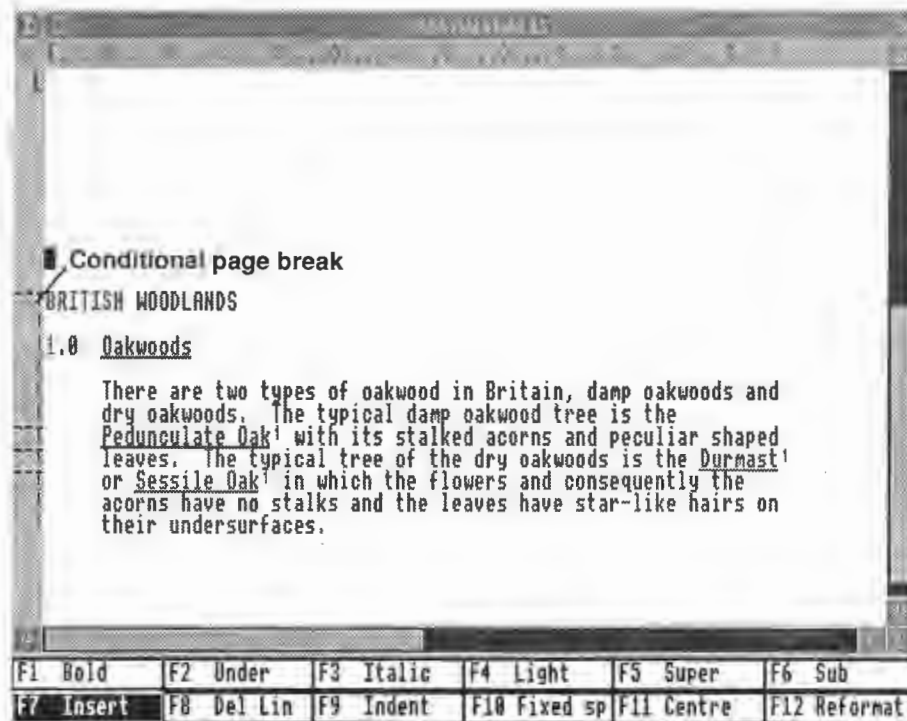 Conditional page break
BRITISH WOODLANDS
1.0 Oakwoods
There are two types of oakwood in Britain, damp oakwoods and
dry oakwoods. The typical damp oakwood tree is the
Pedunculate Oak¹ with its stalked acorns and peculiar shaped
leaves. The typical tree of the dry oakwoods is the Durmast¹
or Sessile Oak¹ in which the flowers and consequently the
acorns have no stalks and the leaves have star-like hairs on
their undersurfaces.
F1 Bold F2 Under F3 Italic F4 Light F5 Super F6 Sub
F7 Insert F8 Del Lin F9 Indent F10 Fixed sp F11 Centre F12 Reformat